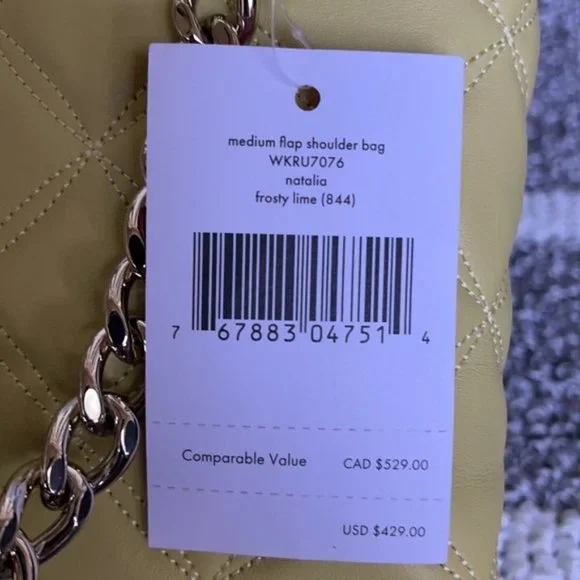 medium flap shoulder bag
WKRU7076
natalia
frosty lime (844)
7 67883 04751 4
Comparable Value CAD $529.00
USD $429.00